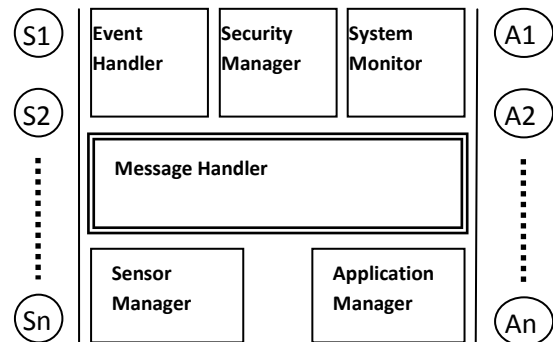 S1
S2
Sn
Event
Handler
Security
Manager
System
Monitor
Message Handler
Sensor
Manager
Application
Manager
A1
A2
An